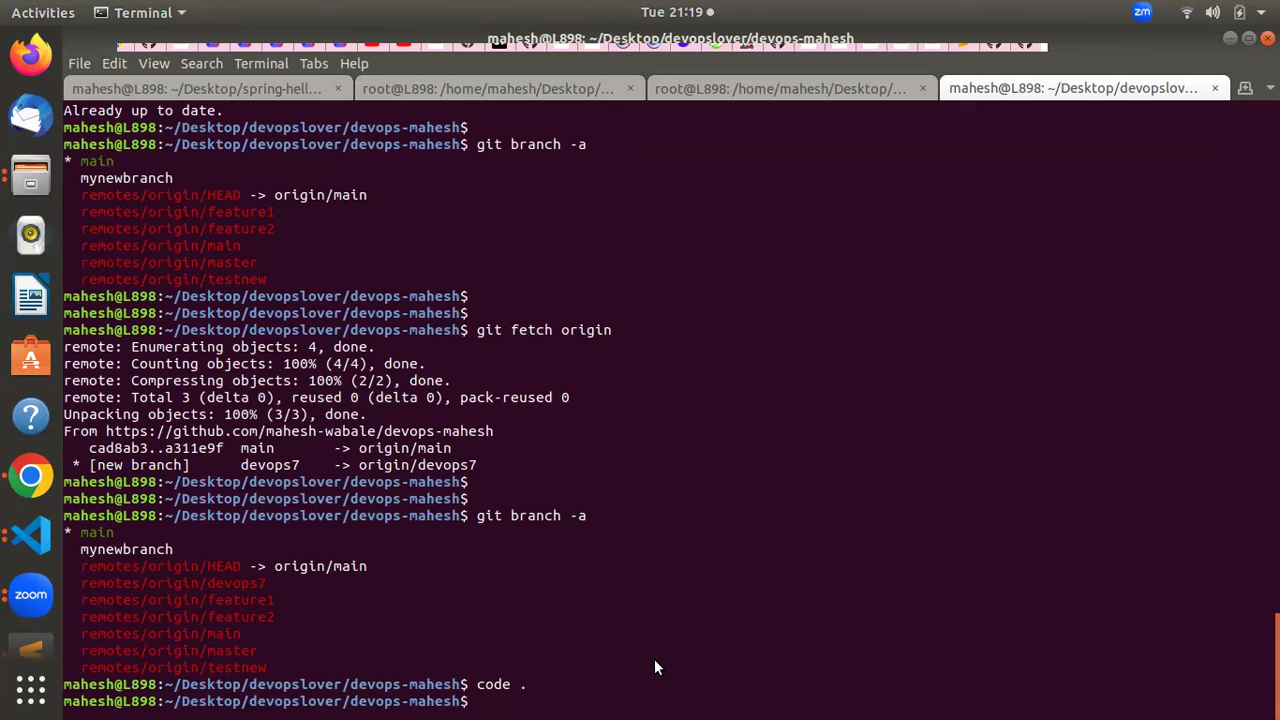 Activities
Terminal
Tue 21:19
zm
mahesh@L898: ~/Desktop/devopslover/devops-mahesh
File Edit View Search Terminal Tabs Help
mahesh@L898: ~/Desktop/spring-hell... ×
root@L898: /home/mahesh/Desktop/... ×
root@L898: /home/mahesh/Desktop/... ×
mahesh@L898: ~/Desktop/devopslov... ×
Already up to date.
mahesh@L898:~/Desktop/devopslover/devops-mahesh$
mahesh@L898:~/Desktop/devopslover/devops-mahesh$ git branch -a
* main
  mynewbranch
  remotes/origin/HEAD -> origin/main
  remotes/origin/feature1
  remotes/origin/feature2
  remotes/origin/main
  remotes/origin/master
  remotes/origin/testnew
mahesh@L898:~/Desktop/devopslover/devops-mahesh$
mahesh@L898:~/Desktop/devopslover/devops-mahesh$
mahesh@L898:~/Desktop/devopslover/devops-mahesh$ git fetch origin
remote: Enumerating objects: 4, done.
remote: Counting objects: 100% (4/4), done.
remote: Compressing objects: 100% (2/2), done.
remote: Total 3 (delta 0), reused 0 (delta 0), pack-reused 0
Unpacking objects: 100% (3/3), done.
From https://github.com/mahesh-wabale/devops-mahesh
   cad8ab3..a311e9f  main       -> origin/main
 * [new branch]      devops7    -> origin/devops7
mahesh@L898:~/Desktop/devopslover/devops-mahesh$
mahesh@L898:~/Desktop/devopslover/devops-mahesh$
mahesh@L898:~/Desktop/devopslover/devops-mahesh$ git branch -a
* main
  mynewbranch
  remotes/origin/HEAD -> origin/main
  remotes/origin/devops7
  remotes/origin/feature1
  remotes/origin/feature2
  remotes/origin/main
  remotes/origin/master
  remotes/origin/testnew
mahesh@L898:~/Desktop/devopslover/devops-mahesh$ code .
mahesh@L898:~/Desktop/devopslover/devops-mahesh$
zoom